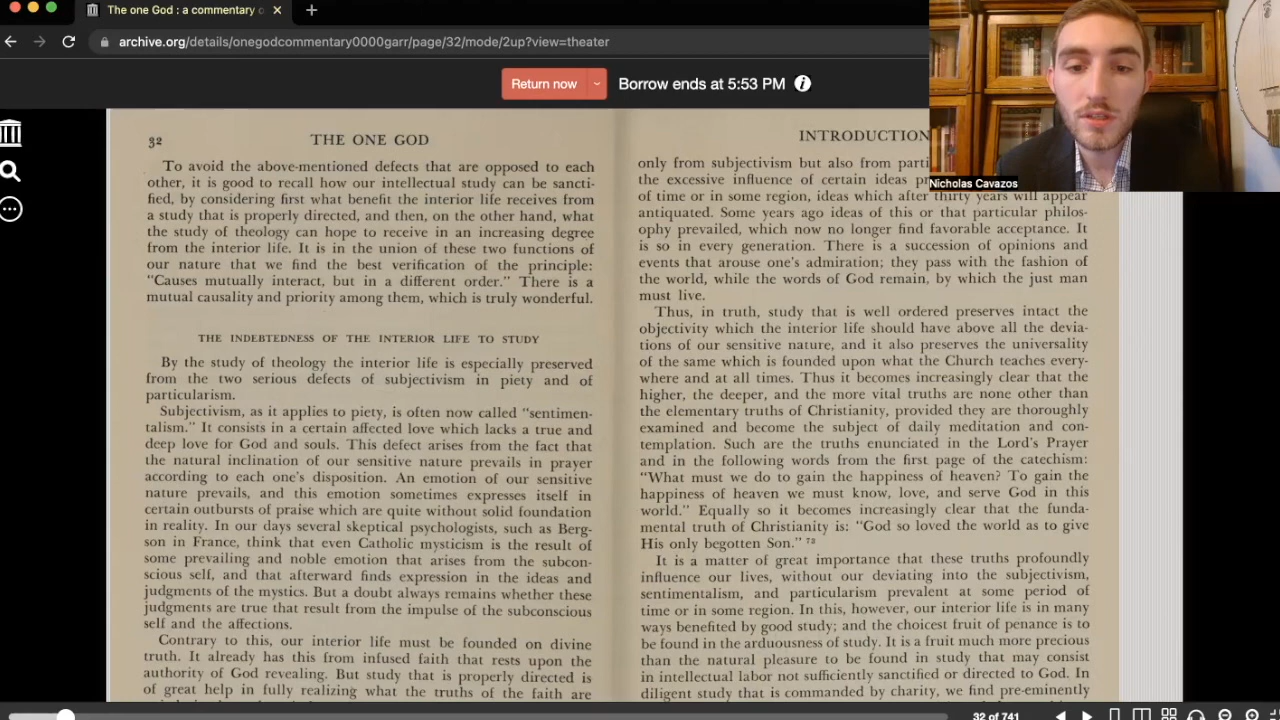 The one God : a commentary o
archive.org/details/onegodcommentary0000garr/page/32/mode/2up?view=theater
Return now
Borrow ends at 5:53 PM
Nicholas Cavazos
32
THE ONE GOD
To avoid the above-mentioned defects that are opposed to each
other, it is good to recall how our intellectual study can be sancti-
fied, by considering first what benefit the interior life receives from
a study that is properly directed, and then, on the other hand, what
the study of theology can hope to receive in an increasing degree
from the interior life. It is in the union of these two functions of
our nature that we find the best verification of the principle:
"Causes mutually interact, but in a different order." There is a
mutual causality and priority among them, which is truly wonderful.
THE INDEBTEDNESS OF THE INTERIOR LIFE TO STUDY
By the study of theology the interior life is especially preserved
from the two serious defects of subjectivism in piety and of
particularism.
Subjectivism, as it applies to piety, is often now called "sentimen-
talism." It consists in a certain affected love which lacks a true and
deep love for God and souls. This defect arises from the fact that
the natural inclination of our sensitive nature prevails in prayer
according to each one's disposition. An emotion of our sensitive
nature prevails, and this emotion sometimes expresses itself in
certain outbursts of praise which are quite without solid foundation
in reality. In our days several skeptical psychologists, such as Berg-
son in France, think that even Catholic mysticism is the result of
some prevailing and noble emotion that arises from the subcon-
scious self, and that afterward finds expression in the ideas and
judgments of the mystics. But a doubt always remains whether these
judgments are true that result from the impulse of the subconscious
self and the affections.
Contrary to this, our interior life must be founded on divine
truth. It already has this from infused faith that rests upon the
authority of God revealing. But study that is properly directed is
of great help in fully realizing what the truths of the faith are
INTRODUCTION
only from subjectivism but also from parti
the excessive influence of certain ideas
of time or in some region, ideas which after thirty years will appear
antiquated. Some years ago ideas of this or that particular philos-
ophy prevailed, which now no longer find favorable acceptance. It
is so in every generation. There is a succession of opinions and
events that arouse one's admiration; they pass with the fashion of
the world, while the words of God remain, by which the just man
must live.
Thus, in truth, study that is well ordered preserves intact the
objectivity which the interior life should have above all the devia-
tions of our sensitive nature, and it also preserves the universality
of the same which is founded upon what the Church teaches every-
where and at all times. Thus it becomes increasingly clear that the
higher, the deeper, and the more vital truths are none other than
the elementary truths of Christianity, provided they are thoroughly
examined and become the subject of daily meditation and con-
templation. Such are the truths enunciated in the Lord's Prayer
and in the following words from the first page of the catechism:
"What must we do to gain the happiness of heaven? To gain the
happiness of heaven we must know, love, and serve God in this
world." Equally so it becomes increasingly clear that the funda-
mental truth of Christianity is: "God so loved the world as to give
His only begotten Son." 73
It is a matter of great importance that these truths profoundly
influence our lives, without our deviating into the subjectivism,
sentimentalism, and particularism prevalent at some period of
time or in some region. In this, however, our interior life is in many
ways benefited by good study; and the choicest fruit of penance is to
be found in the arduousness of study. It is a fruit much more precious
than the natural pleasure to be found in study that may consist
in intellectual labor not sufficiently sanctified or directed to God. In
diligent study that is commanded by charity, we find pre-eminently
32 of 741